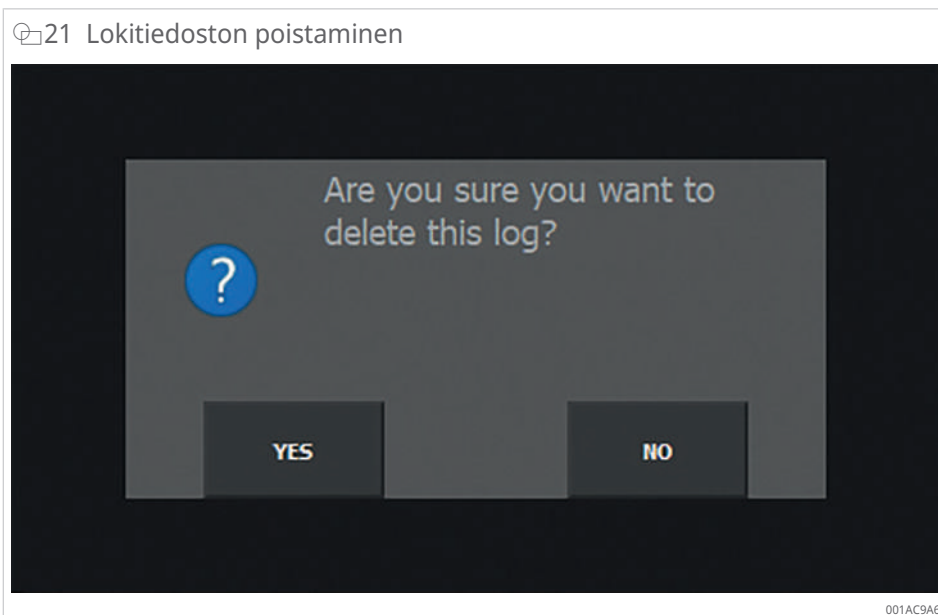 21 Lokitiedoston poistaminen
Are you sure you want to
delete this log?
?
YES
NO
001AC9A6